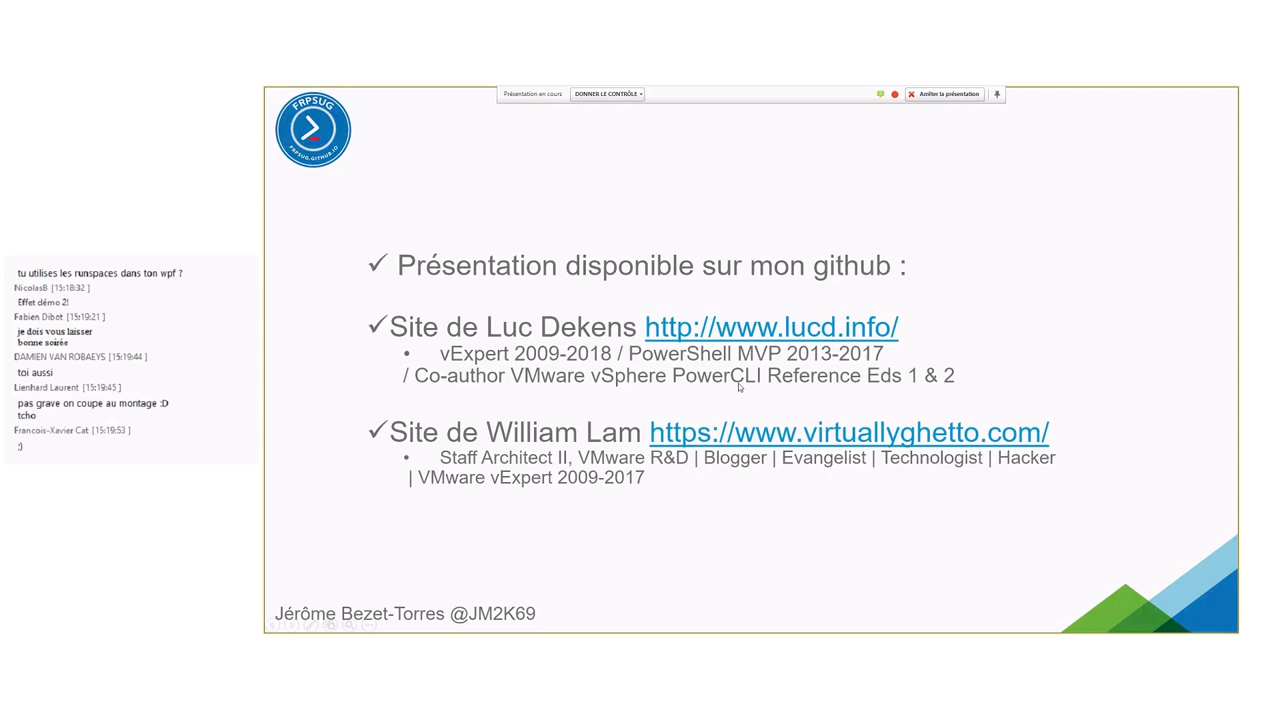 tu utilises les runspaces dans ton wpf ?
NicolasB [15:18:32 ]
Effet démo 2!
Fabien Dibot [15:19:21 ]
je dois vous laisser
bonne soirée
DAMIEN VAN ROBAEYS [15:19:44 ]
toi aussi
Lienhard Laurent [15:19:45 ]
pas grave on coupe au montage :D
tcho
Francois-Xavier Cat [15:19:53 ]
;)
FRPSUG
FRPSUG.GITHUB.IO
Présentation en cours
DONNER LE CONTRÔLE
Arrêter la présentation
✓ Présentation disponible sur mon github :
✓Site de Luc Dekens http://www.lucd.info/
• vExpert 2009-2018 / PowerShell MVP 2013-2017
/ Co-author VMware vSphere PowerCLI Reference Eds 1 & 2
✓Site de William Lam https://www.virtuallyghetto.com/
• Staff Architect II, VMware R&D | Blogger | Evangelist | Technologist | Hacker
| VMware vExpert 2009-2017
Jérôme Bezet-Torres @JM2K69